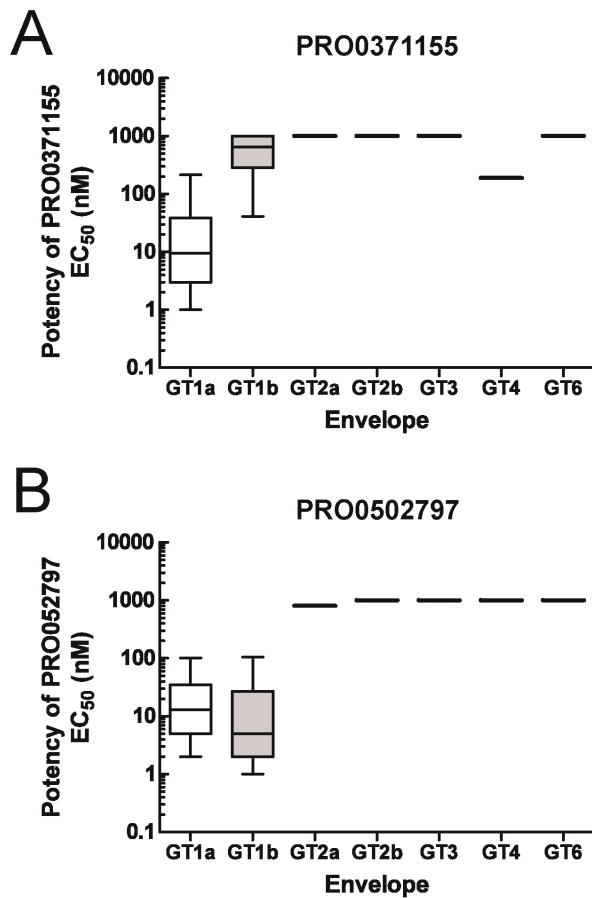 A
PRO0371155
Potency of PRO0371155
EC50 (nM)
10000
1000
100
10
1
0.1
GT1a GT1b GT2a GT2b GT3 GT4 GT6
Envelope
B
PRO0502797
Potency of PRO052797
EC50 (nM)
10000
1000
100
10
1
0.1
GT1a GT1b GT2a GT2b GT3 GT4 GT6
Envelope